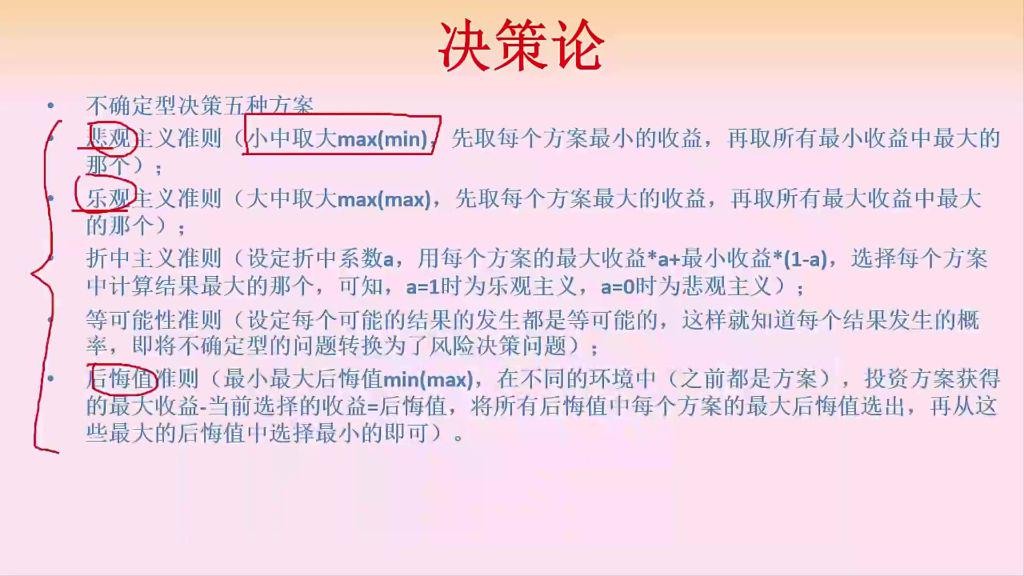 决策论
• 不确定型决策五种方案
• 悲观主义准则（小中取大max(min)，先取每个方案最小的收益，再取所有最小收益中最大的
那个）；
• 乐观主义准则（大中取大max(max)，先取每个方案最大的收益，再取所有最大收益中最大
的那个）；
• 折中主义准则（设定折中系数a，用每个方案的最大收益*a+最小收益*(1-a)，选择每个方案
中计算结果最大的那个，可知，a=1时为乐观主义，a=0时为悲观主义）；
• 等可能性准则（设定每个可能的结果的发生都是等可能的，这样就知道每个结果发生的概
率，即将不确定型的问题转换为了风险决策问题）；
• 后悔值准则（最小最大后悔值min(max)，在不同的环境中（之前都是方案），投资方案获得
的最大收益-当前选择的收益=后悔值，将所有后悔值中每个方案的最大后悔值选出，再从这
些最大的后悔值中选择最小的即可）。